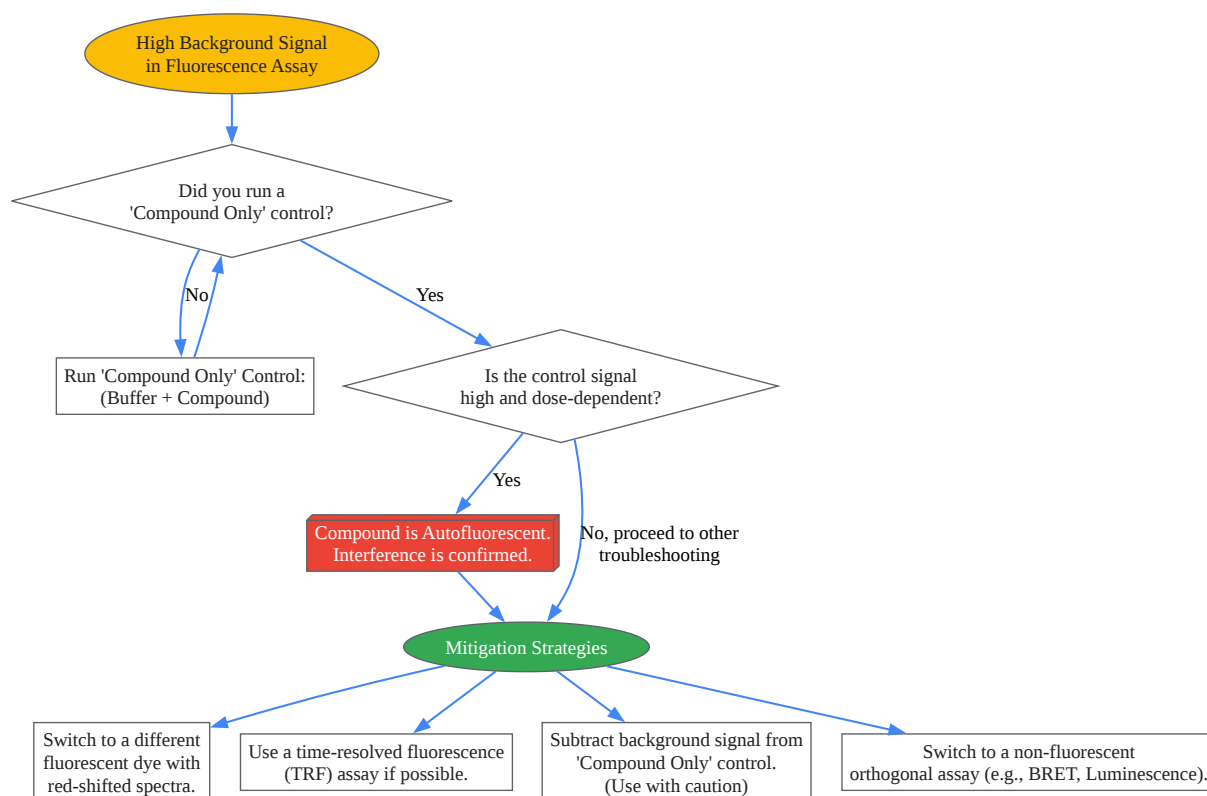 High Background Signal
in Fluorescence Assay
Did you run a
'Compound Only' control?
No
Yes
Run 'Compound Only' Control:
(Buffer + Compound)
Is the control signal
high and dose-dependent?
Yes
No, proceed to other
troubleshooting
Compound is Autofluorescent.
Interference is confirmed.
Mitigation Strategies
Switch to a different
fluorescent dye with
red-shifted spectra.
Use a time-resolved fluorescence
(TRF) assay if possible.
Subtract background signal from
'Compound Only' control.
(Use with caution)
Switch to a non-fluorescent
orthogonal assay (e.g., BRET, Luminescence).